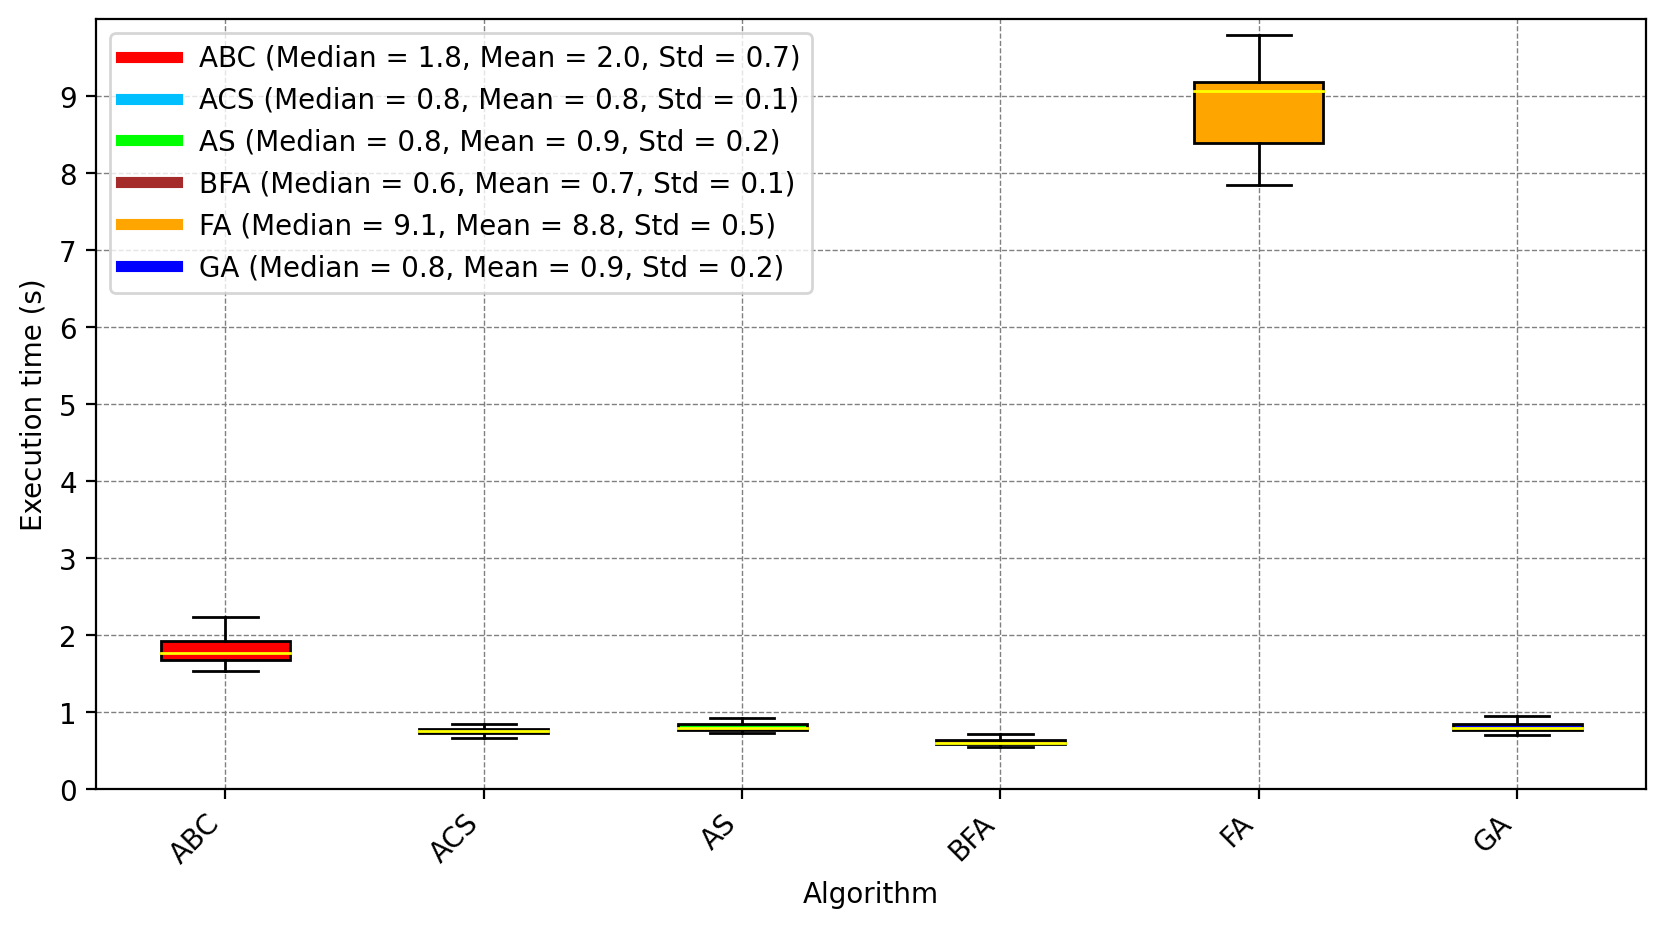 ABC (Median = 1.8, Mean = 2.0, Std = 0.7)
ACS (Median = 0.8, Mean = 0.8, Std = 0.1)
AS (Median = 0.8, Mean = 0.9, Std = 0.2)
BFA (Median = 0.6, Mean = 0.7, Std = 0.1)
FA (Median = 9.1, Mean = 8.8, Std = 0.5)
GA (Median = 0.8, Mean = 0.9, Std = 0.2)
Execution time (s)
9
8
7
6
5
4
3
2
1
0
ABC
ACS
AS
BFA
FA
GA
Algorithm